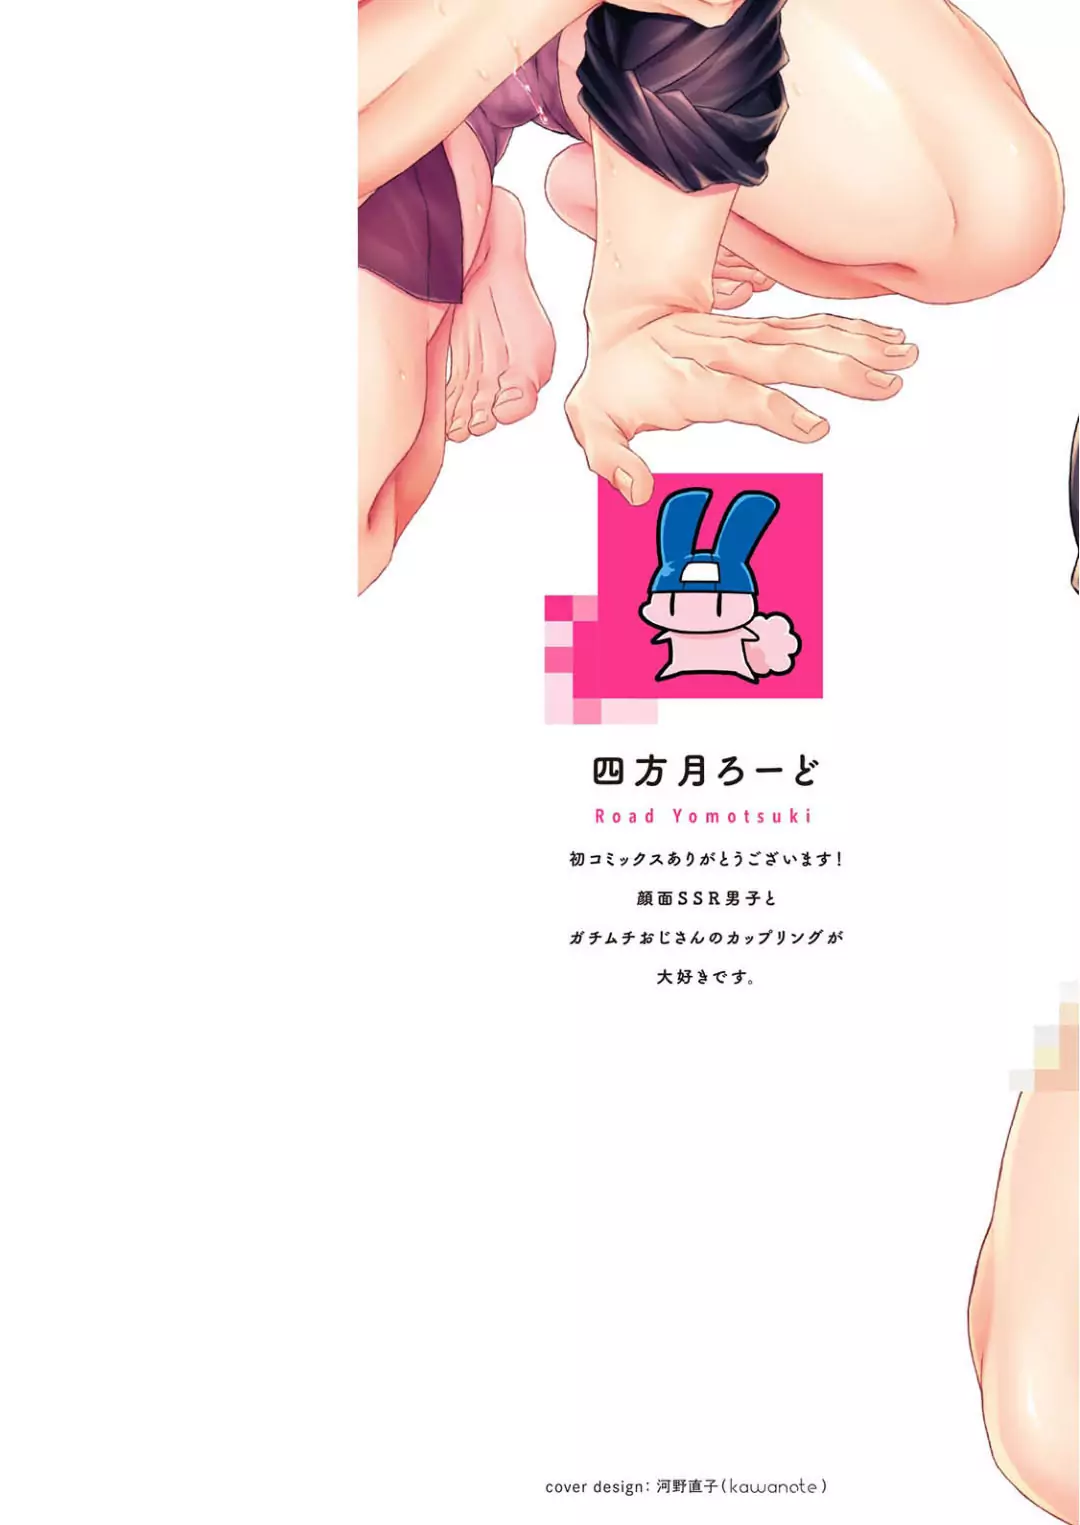 四方月ろーど
Road Yomotsuki
初コミックスありがとうございます!
顔面SSR男子と
ガチムチおじさんのカップリングが
大好きです。
cover design: 河野直子(kawanote)